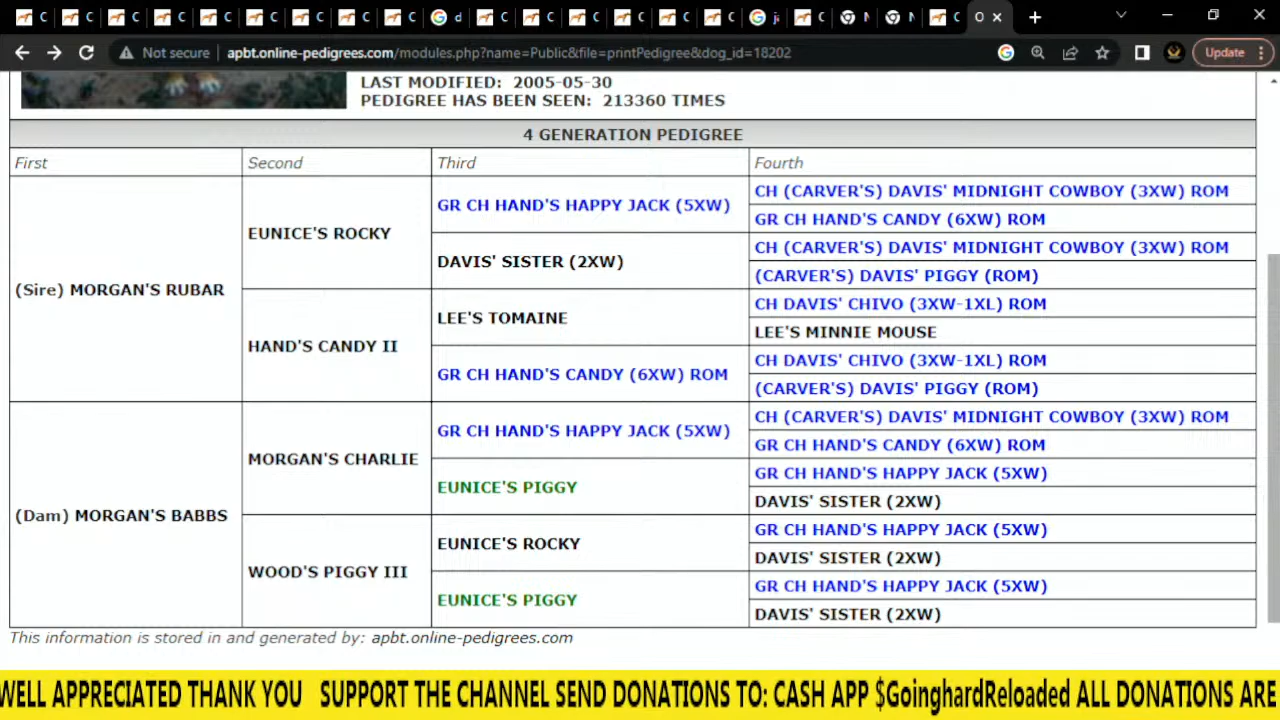 Not secure apbt.online-pedigrees.com/modules.php?name=Public&file=printPedigree&dog_id=18202
Update
LAST MODIFIED: 2005-05-30
PEDIGREE HAS BEEN SEEN: 213360 TIMES
4 GENERATION PEDIGREE
First Second Third Fourth
(Sire) MORGAN'S RUBAR
EUNICE'S ROCKY
GR CH HAND'S HAPPY JACK (5XW)
CH (CARVER'S) DAVIS' MIDNIGHT COWBOY (3XW) ROM
GR CH HAND'S CANDY (6XW) ROM
DAVIS' SISTER (2XW)
CH (CARVER'S) DAVIS' MIDNIGHT COWBOY (3XW) ROM
(CARVER'S) DAVIS' PIGGY (ROM)
HAND'S CANDY II
LEE'S TOMAINE
CH DAVIS' CHIVO (3XW-1XL) ROM
LEE'S MINNIE MOUSE
GR CH HAND'S CANDY (6XW) ROM
CH DAVIS' CHIVO (3XW-1XL) ROM
(CARVER'S) DAVIS' PIGGY (ROM)
(Dam) MORGAN'S BABBS
MORGAN'S CHARLIE
GR CH HAND'S HAPPY JACK (5XW)
CH (CARVER'S) DAVIS' MIDNIGHT COWBOY (3XW) ROM
GR CH HAND'S CANDY (6XW) ROM
EUNICE'S PIGGY
GR CH HAND'S HAPPY JACK (5XW)
DAVIS' SISTER (2XW)
WOOD'S PIGGY III
EUNICE'S ROCKY
GR CH HAND'S HAPPY JACK (5XW)
DAVIS' SISTER (2XW)
EUNICE'S PIGGY
GR CH HAND'S HAPPY JACK (5XW)
DAVIS' SISTER (2XW)
This information is stored in and generated by: apbt.online-pedigrees.com
WELL APPRECIATED THANK YOU SUPPORT THE CHANNEL SEND DONATIONS TO: CASH APP $GoinghardReloaded ALL DONATIONS ARE